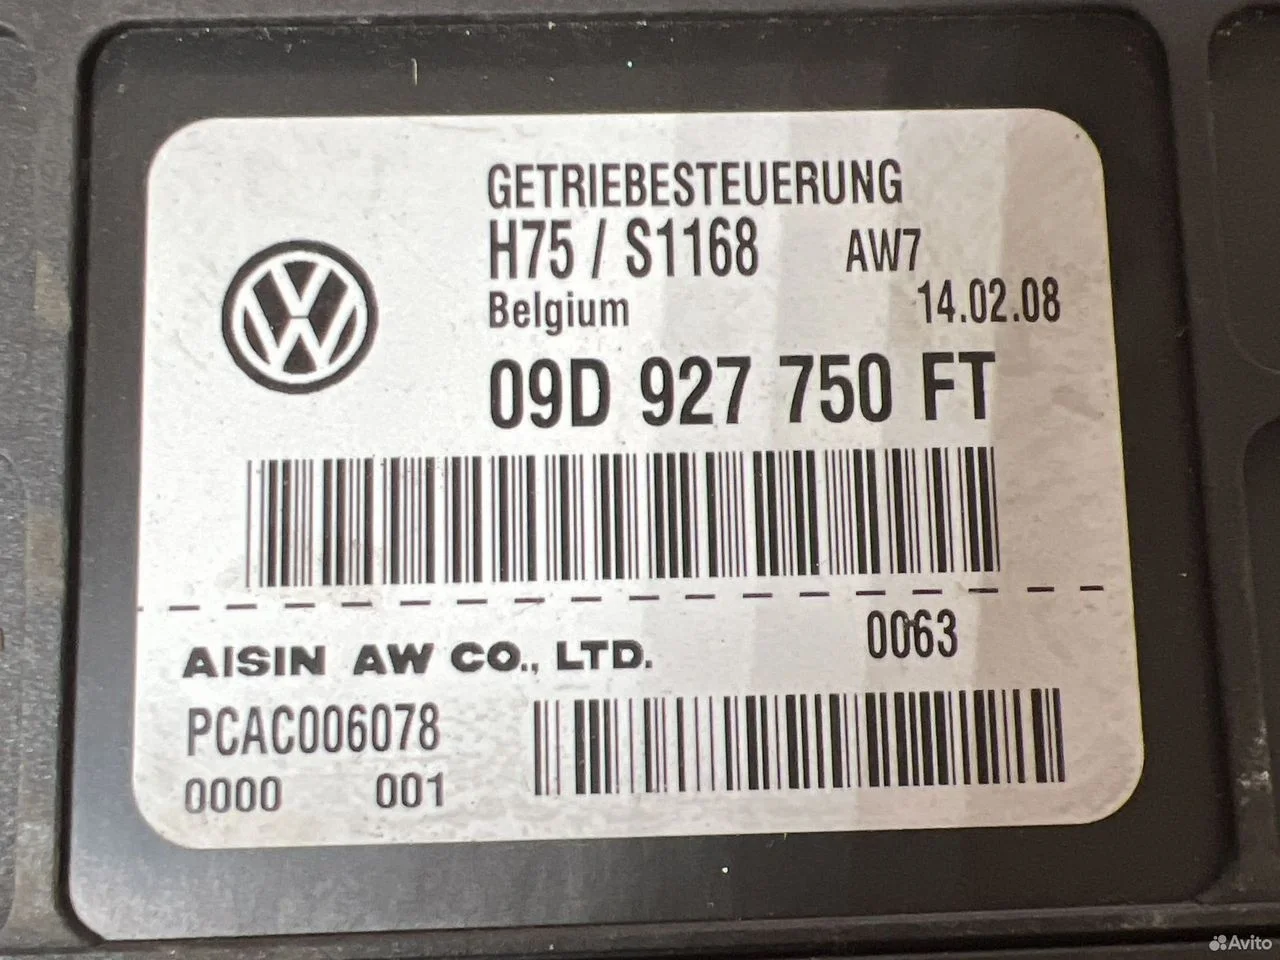 GETRIEBESTEUERUNG
H75 / S1168 AW7
Belgium 14.02.08
09D 927 750 FT
0063
AISIN AW CO., LTD.
PCAC006078
0000 001
Avito